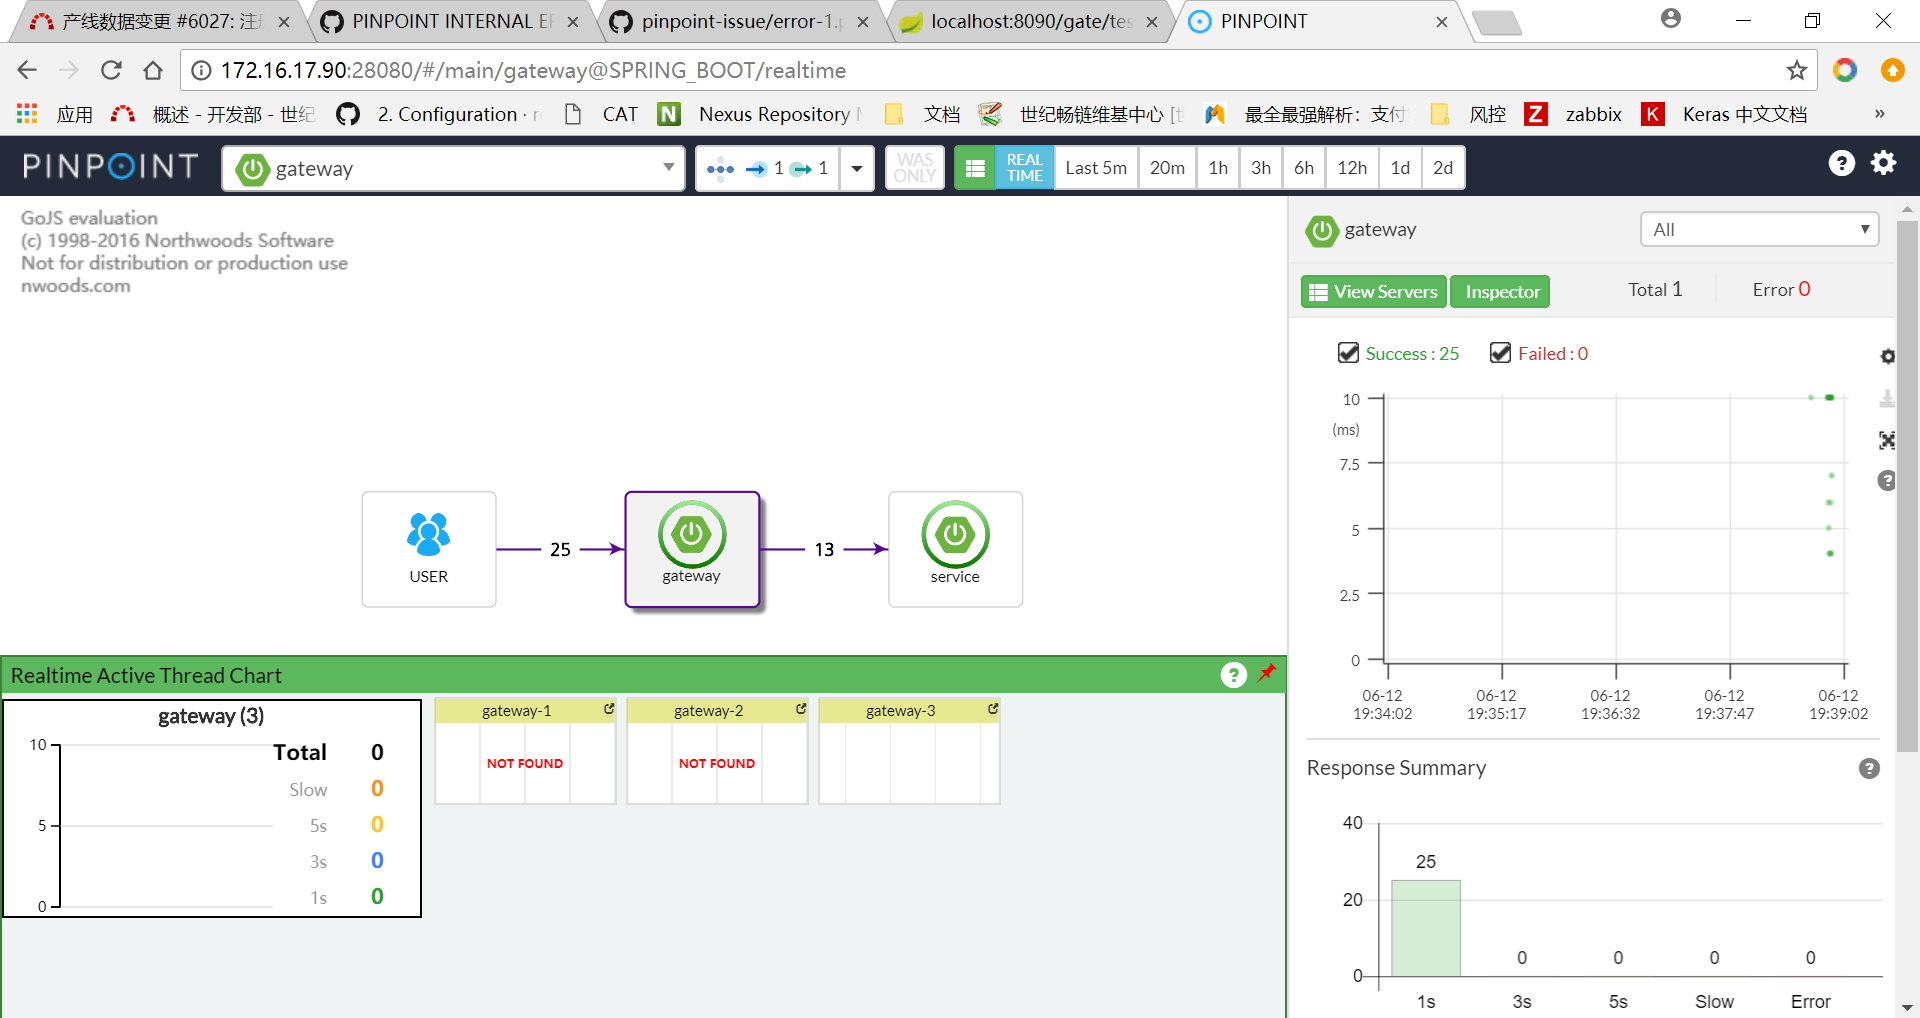 产线数据变更 #6027: 注
PINPOINT INTERNAL E
pinpoint-issue/error-1.
localhost:8090/gate/tes
PINPOINT
172.16.17.90:28080/#/main/gateway@SPRING_BOOT/realtime
应用
概述 - 开发部 - 世纪
2. Configuration · r
CAT
Nexus Repository
文档
世纪畅链维基中心 [
最全最强解析：支付
风控
zabbix
Keras 中文文档
»
PINPOINT
gateway
1
1
WAS
ONLY
REAL
TIME
Last 5m
20m
1h
3h
6h
12h
1d
2d
GoJS evaluation
(c) 1998-2016 Northwoods Software
Not for distribution or production use
nwoods.com
USER
25
gateway
13
service
Realtime Active Thread Chart
gateway (3)
10
5
0
Total 0
Slow 0
5s 0
3s 0
1s 0
gateway-1
NOT FOUND
gateway-2
NOT FOUND
gateway-3
gateway
All
View Servers
Inspector
Total 1
Error 0
Success : 25
Failed : 0
10
(ms)
7.5
5
2.5
0
06-12
19:34:02
06-12
19:35:17
06-12
19:36:32
06-12
19:37:47
06-12
19:39:02
Response Summary
40
20
0
25
0
0
0
0
1s
3s
5s
Slow
Error